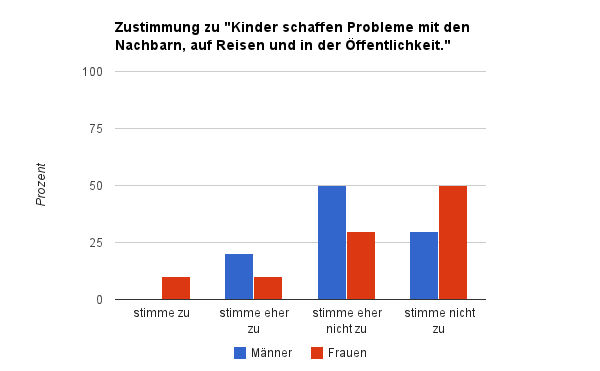 Zustimmung zu "Kinder schaffen Probleme mit den
Nachbarn, auf Reisen und in der Öffentlichkeit."
100
75
50
25
0
Prozent
stimme zu
stimme eher
zu
stimme eher
nicht zu
stimme nicht
zu
Männer
Frauen